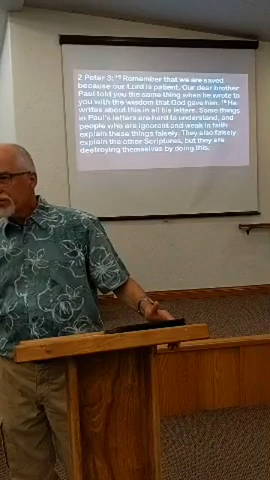 2 Peter 3: 15 Remember that we are saved
because our Lord is patient. Our dear brother
Paul told you the same thing when he wrote to
you with the wisdom that God gave him. 16 He
writes about this in all his letters. Some things
in Paul's letters are hard to understand, and
people who are ignorant and weak in faith
explain these things falsely. They also falsely
explain the other Scriptures, but they are
destroying themselves by doing this.